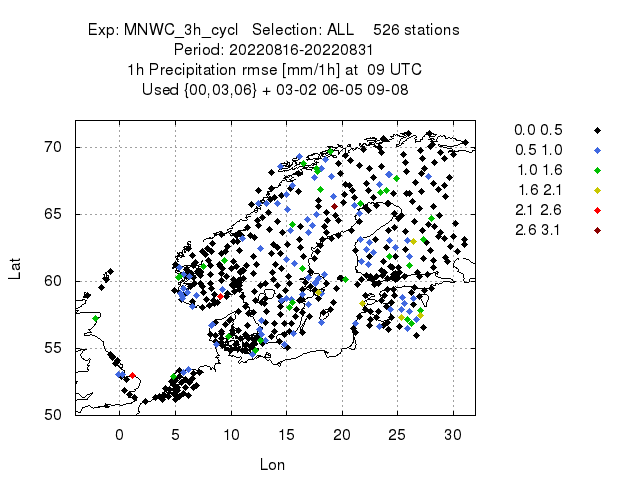 Exp: MNWC_3h_cycl Selection: ALL 526 stations
Period: 20220816-20220831
1h Precipitation rmse [mm/1h] at 09 UTC
Used {00,03,06} + 03-02 06-05 09-08
70
65
60
55
50
Lat
0 5 10 15 20 25 30
Lon
0.0 0.5
0.5 1.0
1.0 1.6
1.6 2.1
2.1 2.6
2.6 3.1